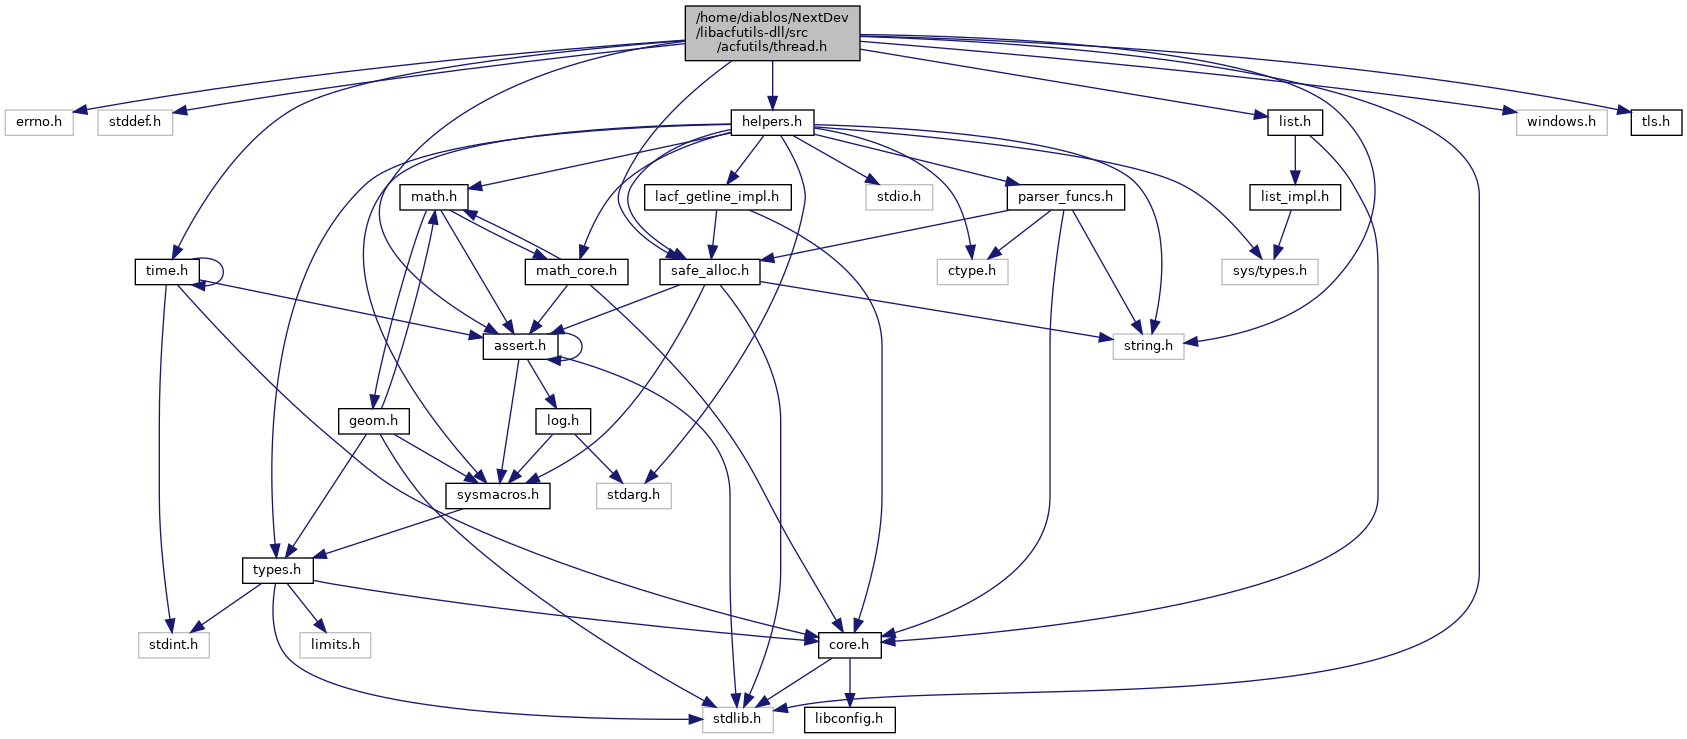 /home/diablos/NextDev
/libacfutils-dll/src
/acfutils/thread.h
errno.h
stddef.h
helpers.h
list.h
windows.h
tls.h
math.h
lacf_getline_impl.h
stdio.h
parser_funcs.h
list_impl.h
time.h
math_core.h
safe_alloc.h
ctype.h
sys/types.h
assert.h
string.h
geom.h
log.h
sysmacros.h
stdarg.h
types.h
stdint.h
limits.h
core.h
stdlib.h
libconfig.h